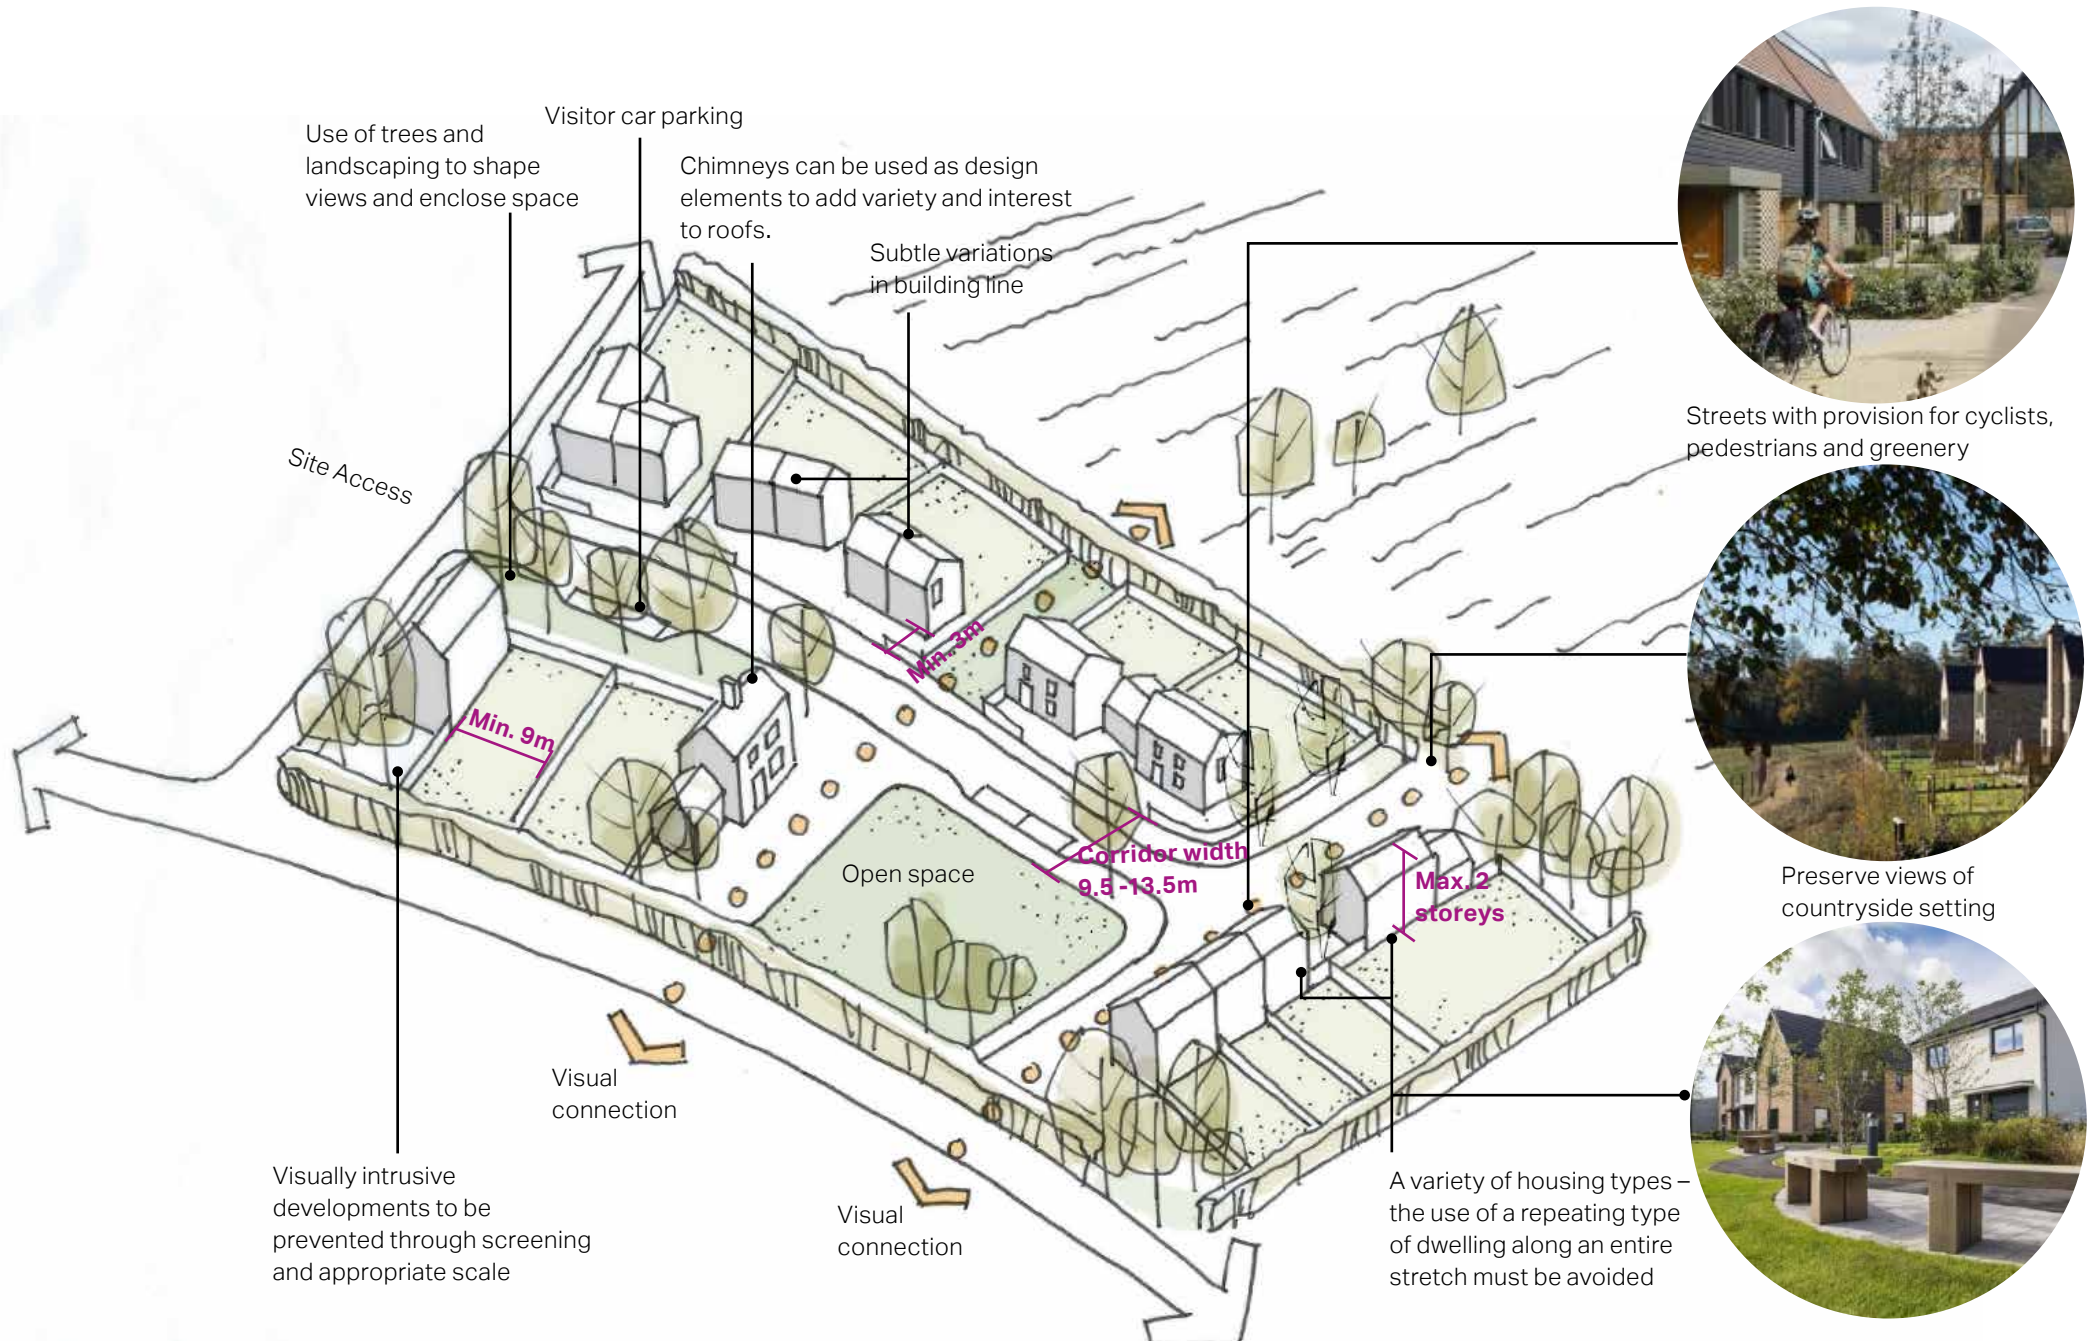 Visitor car parking
Use of trees and
landscaping to shape
views and enclose space
Chimneys can be used as design
elements to add variety and interest
to roofs.
Subtle variations
in building line
Site Access
Streets with provision for cyclists,
pedestrians and greenery
Min. 3m
Min. 9m
Corridor width
9.5 -13.5m
Open space
Max. 2
storeys
Preserve views of
countryside setting
Visual
connection
Visual
connection
Visually intrusive
developments to be
prevented through screening
and appropriate scale
A variety of housing types –
the use of a repeating type
of dwelling along an entire
stretch must be avoided